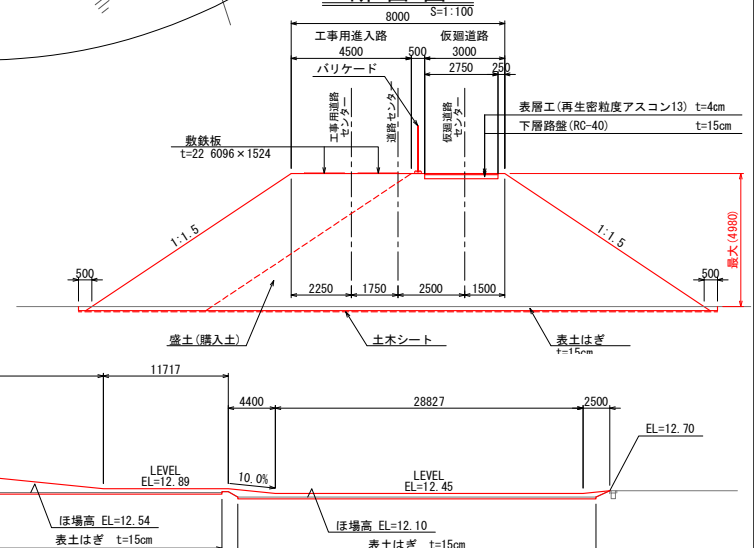 S=1:100
8000
工事用進入路
仮廻道路
4500
500
3000
バリケード
2750
250
工事用道路
センター
道路センター
仮廻道路
センター
表層工(再生密粒度アスコン13) t=4cm
下層路盤(RC-40) t=15cm
敷鉄板
t=22 6096×1524
1:1.5
1:1.5
最大(4980)
500
500
2250
1750
2500
1500
盛土(購入土)
土木シート
表土はぎ
t=15cm
11717
4400
28827
2500
EL=12.70
LEVEL
EL=12.89
10.0%
LEVEL
EL=12.45
ほ場高 EL=12.54
表土はぎ t=15cm
ほ場高 EL=12.10
表土はぎ t=15cm